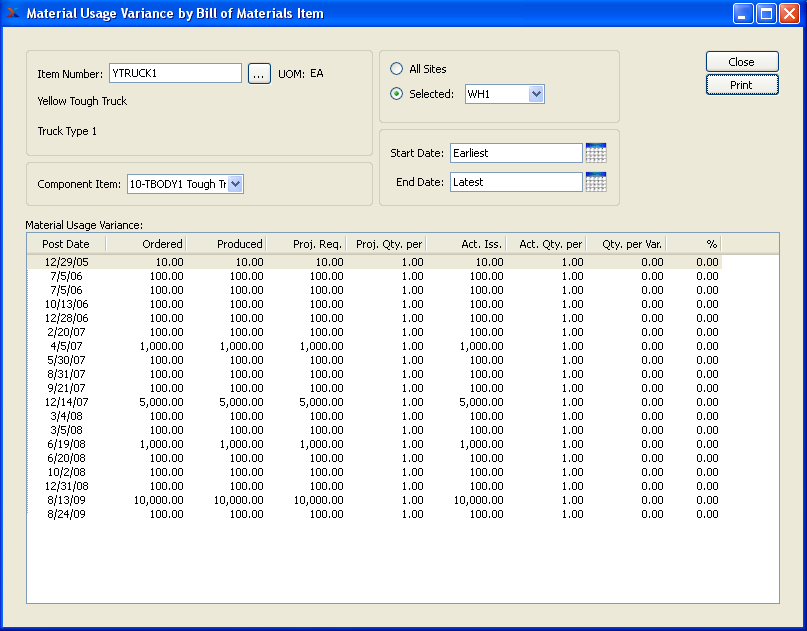 Material Usage Variance by Bill of Materials Item
Item Number: YTRUCK1 ... UOM: EA
Yellow Tough Truck
Truck Type 1
Component Item: 10-TBODY1 Tough Tr
All Sites
Selected: WH1
Start Date: Earliest
End Date: Latest
Close
Print
Material Usage Variance:
Post Date Ordered Produced Proj. Req. Proj. Qty. per Act. Iss. Act. Qty. per Qty. per Var. %
12/29/05 10.00 10.00 10.00 1.00 10.00 1.00 0.00 0.00
7/5/06 100.00 100.00 100.00 1.00 100.00 1.00 0.00 0.00
7/5/06 100.00 100.00 100.00 1.00 100.00 1.00 0.00 0.00
10/13/06 100.00 100.00 100.00 1.00 100.00 1.00 0.00 0.00
12/28/06 100.00 100.00 100.00 1.00 100.00 1.00 0.00 0.00
2/20/07 100.00 100.00 100.00 1.00 100.00 1.00 0.00 0.00
4/5/07 1,000.00 1,000.00 1,000.00 1.00 1,000.00 1.00 0.00 0.00
5/30/07 100.00 100.00 100.00 1.00 100.00 1.00 0.00 0.00
8/31/07 100.00 100.00 100.00 1.00 100.00 1.00 0.00 0.00
9/21/07 100.00 100.00 100.00 1.00 100.00 1.00 0.00 0.00
12/14/07 5,000.00 5,000.00 5,000.00 1.00 5,000.00 1.00 0.00 0.00
3/4/08 100.00 100.00 100.00 1.00 100.00 1.00 0.00 0.00
3/5/08 100.00 100.00 100.00 1.00 100.00 1.00 0.00 0.00
6/19/08 1,000.00 1,000.00 1,000.00 1.00 1,000.00 1.00 0.00 0.00
6/20/08 100.00 100.00 100.00 1.00 100.00 1.00 0.00 0.00
10/2/08 100.00 100.00 100.00 1.00 100.00 1.00 0.00 0.00
12/31/08 100.00 100.00 100.00 1.00 100.00 1.00 0.00 0.00
8/13/09 10,000.00 10,000.00 10,000.00 1.00 10,000.00 1.00 0.00 0.00
8/24/09 100.00 100.00 100.00 1.00 100.00 1.00 0.00 0.00